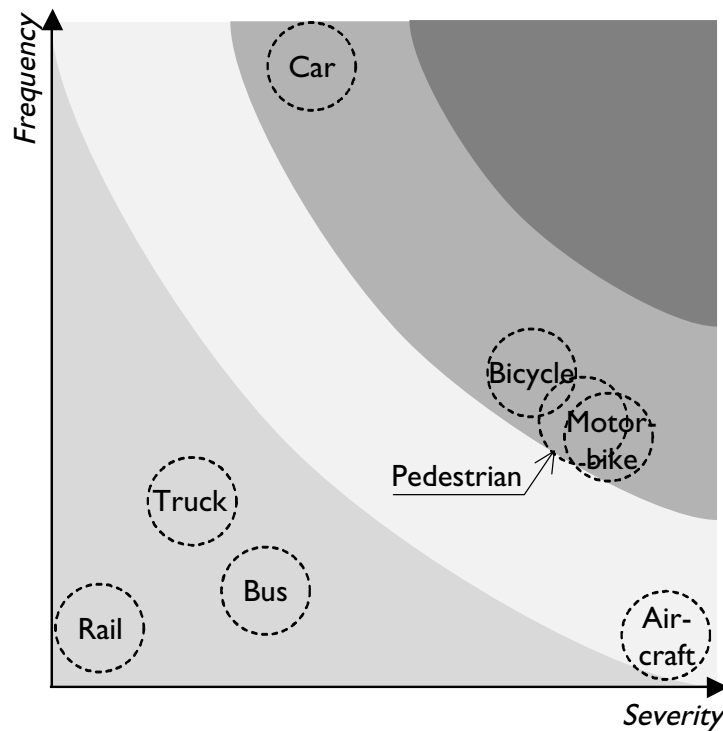 Frequency
Car
Bicycle
Motor-
bike
Pedestrian
Truck
Bus
Rail
Air-
craft
Severity